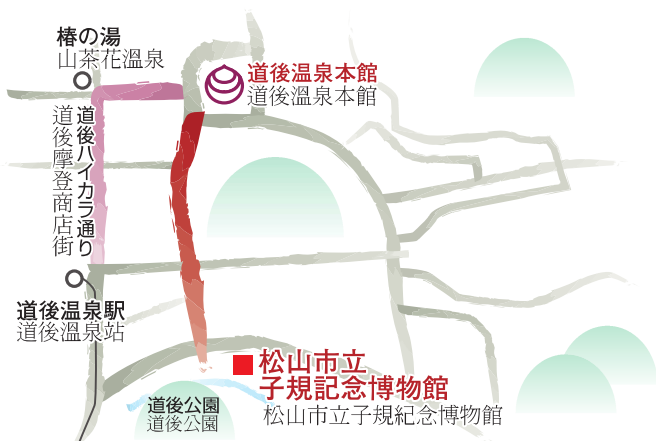 椿の湯
山茶花溫泉
道後温泉本館
道後溫泉本館
道後ハイカラ通り
道後摩登商店街
道後温泉駅
道後溫泉站
松山市立
子規記念博物館
松山市立子規紀念博物館
道後公園
道後公園